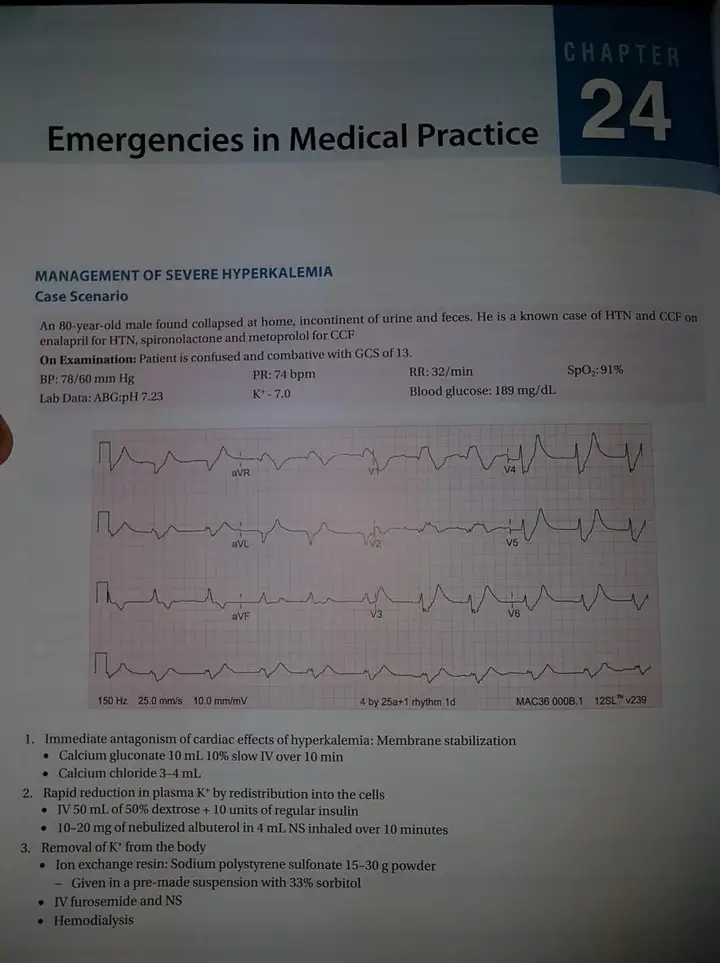 CHAPTER
24
Emergencies in Medical Practice
MANAGEMENT OF SEVERE HYPERKALEMIA
Case Scenario
An 80-year-old male found collapsed at home, incontinent of urine and feces. He is a known case of HTN and CCF on
enalapril for HTN, spironolactone and metoprolol for CCF
On Examination: Patient is confused and combative with GCS of 13.
BP: 78/60 mm Hg PR: 74 bpm RR: 32/min SpO₂:91%
Lab Data: ABG:pH 7.23 K⁺ - 7.0 Blood glucose: 189 mg/dL
aVR V1 V4
aVL V2 V5
aVF V3 V6
150 Hz 25.0 mm/s 10.0 mm/mV 4 by 25a+1 rhythm 1d MAC36 000B.1 12SL™ v239
1. Immediate antagonism of cardiac effects of hyperkalemia: Membrane stabilization
• Calcium gluconate 10 mL 10% slow IV over 10 min
• Calcium chloride 3–4 mL
2. Rapid reduction in plasma K⁺ by redistribution into the cells
• IV 50 mL of 50% dextrose + 10 units of regular insulin
• 10–20 mg of nebulized albuterol in 4 mL NS inhaled over 10 minutes
3. Removal of K⁺ from the body
• Ion exchange resin: Sodium polystyrene sulfonate 15–30 g powder
– Given in a pre-made suspension with 33% sorbitol
• IV furosemide and NS
• Hemodialysis